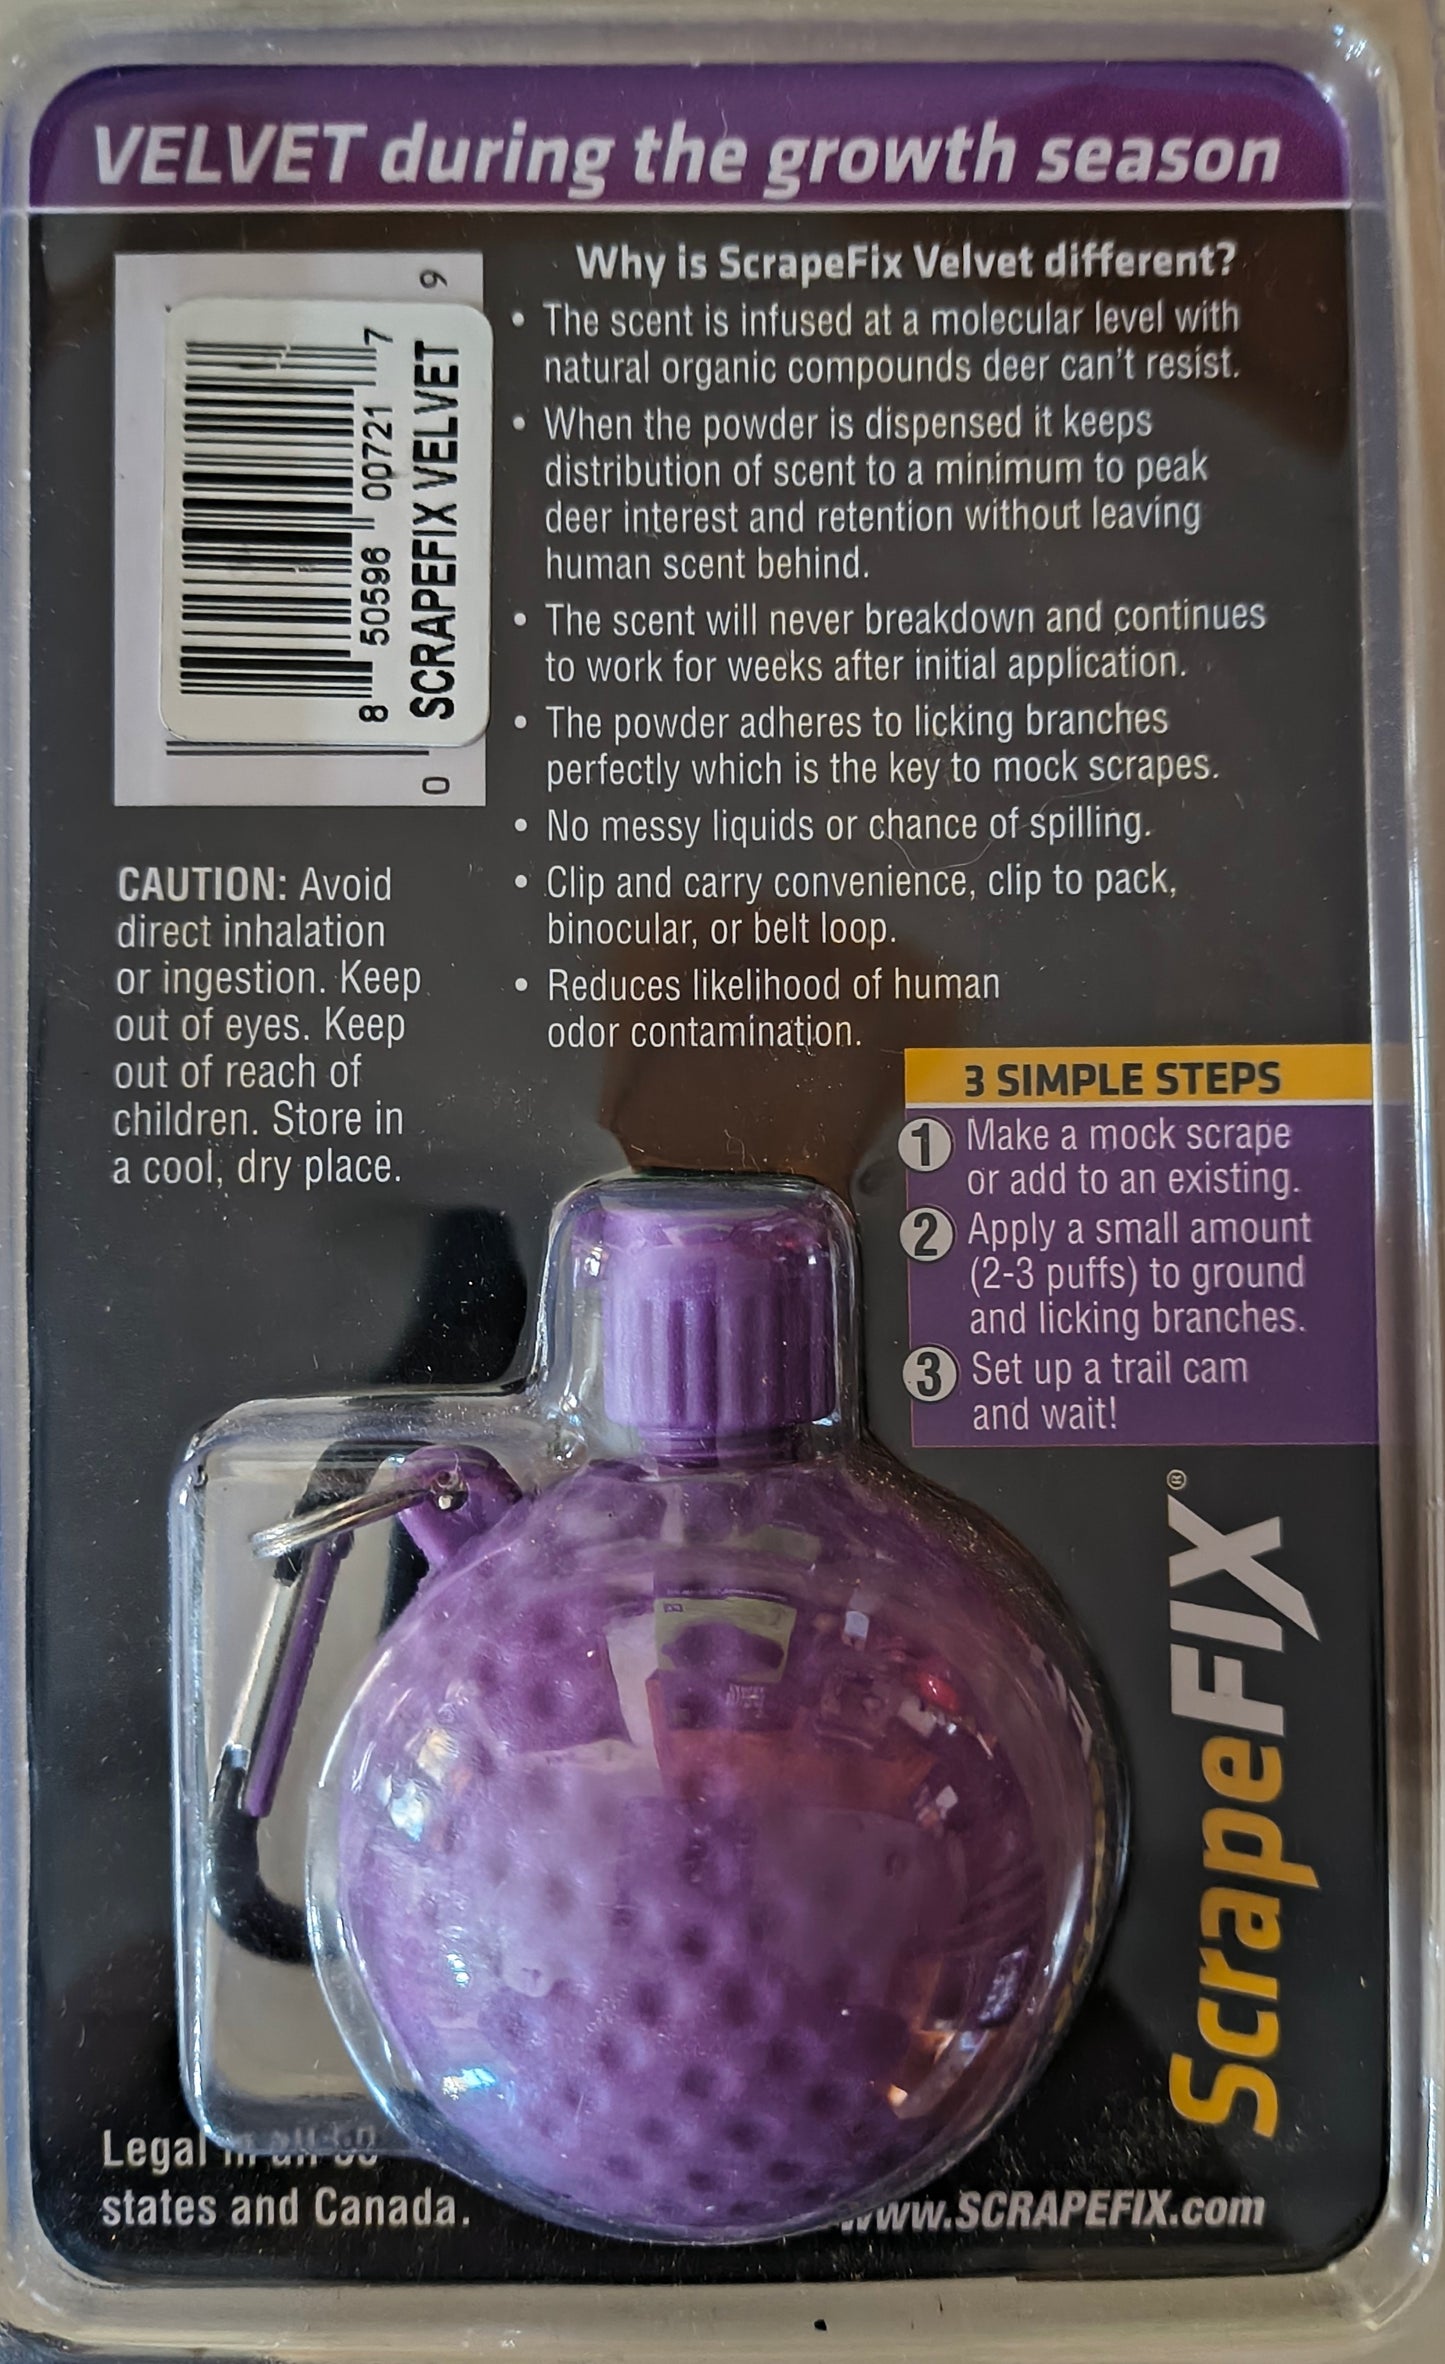 VELVET during the growth season
9
8 50596 00721 7
SCRAPEFIX VELVET
0
Why is ScrapeFix Velvet different?
• The scent is infused at a molecular level with
natural organic compounds deer can't resist.
• When the powder is dispensed it keeps
distribution of scent to a minimum to peak
deer interest and retention without leaving
human scent behind.
• The scent will never breakdown and continues
to work for weeks after initial application.
• The powder adheres to licking branches
perfectly which is the key to mock scrapes.
• No messy liquids or chance of spilling.
• Clip and carry convenience, clip to pack,
binocular, or belt loop.
• Reduces likelihood of human
odor contamination.
CAUTION: Avoid
direct inhalation
or ingestion. Keep
out of eyes. Keep
out of reach of
children. Store in
a cool, dry place.
3 SIMPLE STEPS
1 Make a mock scrape
or add to an existing.
2 Apply a small amount
(2-3 puffs) to ground
and licking branches.
3 Set up a trail cam
and wait!
ScrapeFIX®
Legal in all 50
states and Canada.
www.SCRAPEFIX.com